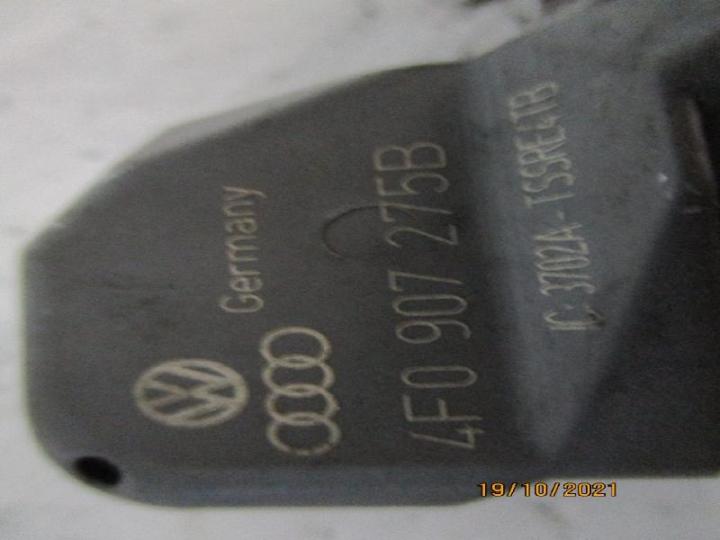 Germany
4F0 907 275B
IC: 3702A-TSSRE4TB
19/10/2021